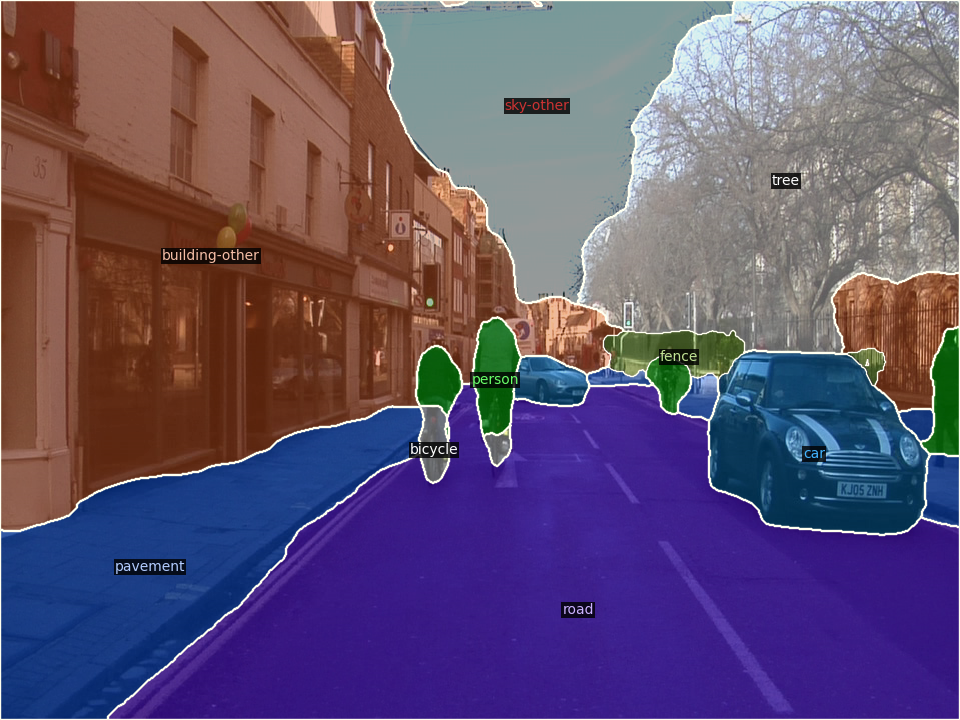 sky-other
tree
T 35
building-other
fence
person
bicycle
car
KJ05 ZNH
pavement
road